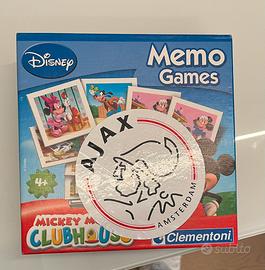 Disney
Memo
Games
4+
AJAX
AMSTERDAM
MICKEY M
CLUBHOUSE
Clementoni
subito